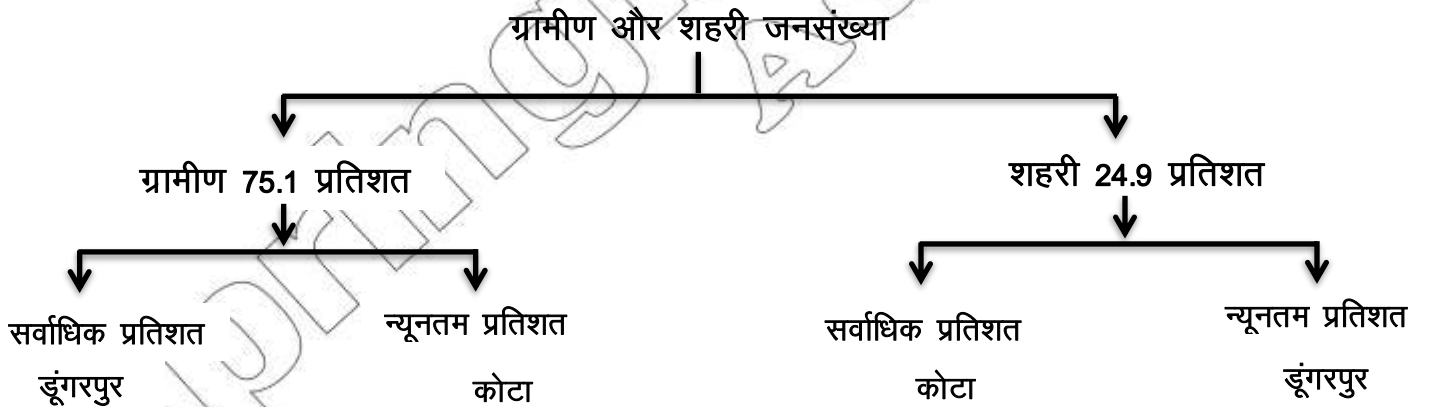 ग्रामीण और शहरी जनसंख्या
ग्रामीण 75.1 प्रतिशत
शहरी 24.9 प्रतिशत
सर्वाधिक प्रतिशत
डूंगरपुर
न्यूनतम प्रतिशत
कोटा
सर्वाधिक प्रतिशत
कोटा
न्यूनतम प्रतिशत
डूंगरपुर